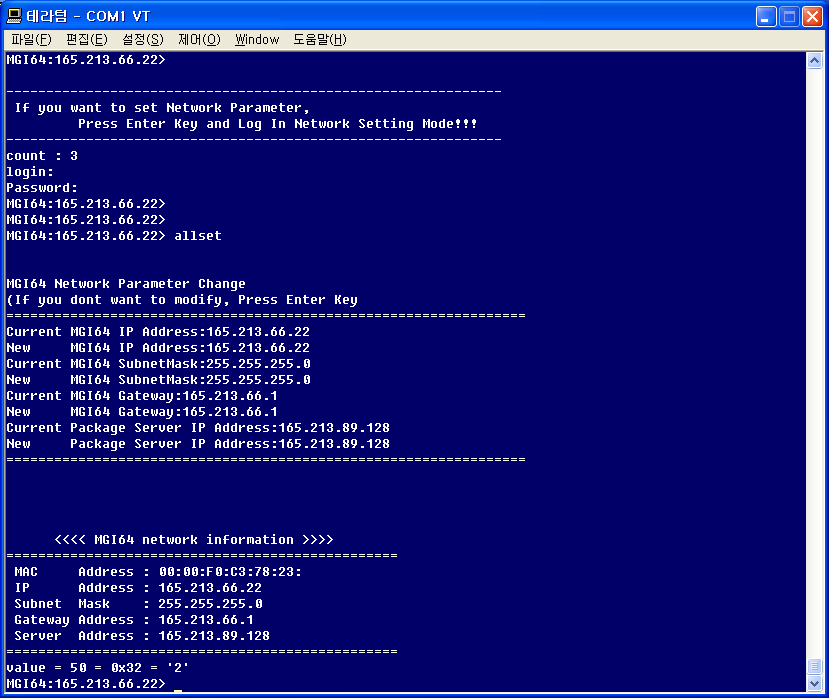 테라텀 - COM1 VT
파일(F) 편집(E) 설정(S) 제어(O) Window 도움말(H)
MGI64:165.213.66.22>
--------------------------------------------------------------
If you want to set Network Parameter,
Press Enter Key and Log In Network Setting Mode!!!
--------------------------------------------------------------
count : 3
login:
Password:
MGI64:165.213.66.22>
MGI64:165.213.66.22>
MGI64:165.213.66.22> allset
MGI64 Network Parameter Change
(If you dont want to modify, Press Enter Key
=================================================================
Current MGI64 IP Address:165.213.66.22
New     MGI64 IP Address:165.213.66.22
Current MGI64 SubnetMask:255.255.255.0
New     MGI64 SubnetMask:255.255.255.0
Current MGI64 Gateway:165.213.66.1
New     MGI64 Gateway:165.213.66.1
Current Package Server IP Address:165.213.89.128
New     Package Server IP Address:165.213.89.128
=================================================================
<<<< MGI64 network information >>>>
=================================================
MAC     Address : 00:00:F0:C3:78:23:
IP      Address : 165.213.66.22
Subnet  Mask    : 255.255.255.0
Gateway Address : 165.213.66.1
Server  Address : 165.213.89.128
=================================================
value = 50 = 0x32 = '2'
MGI64:165.213.66.22> _